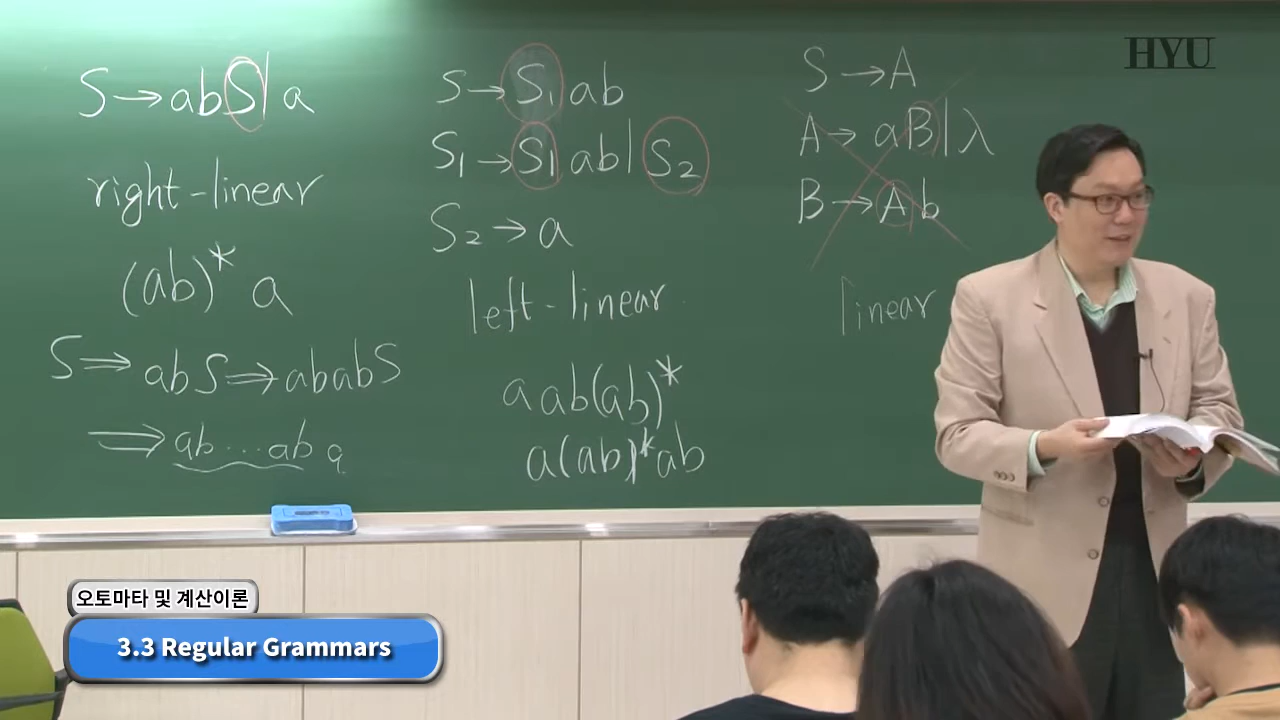 S→abS|a
right-linear
(ab)* a
S⇒abS⇒ababS
⇒ab...ab a
S→S₁ab
S₁→S₁ab|S₂
S₂→a
left-linear
aab(ab)*
a(ab)*ab
S→A
A→aB|λ
B→Ab
linear
HYU
오토마타 및 계산이론
3.3 Regular Grammars